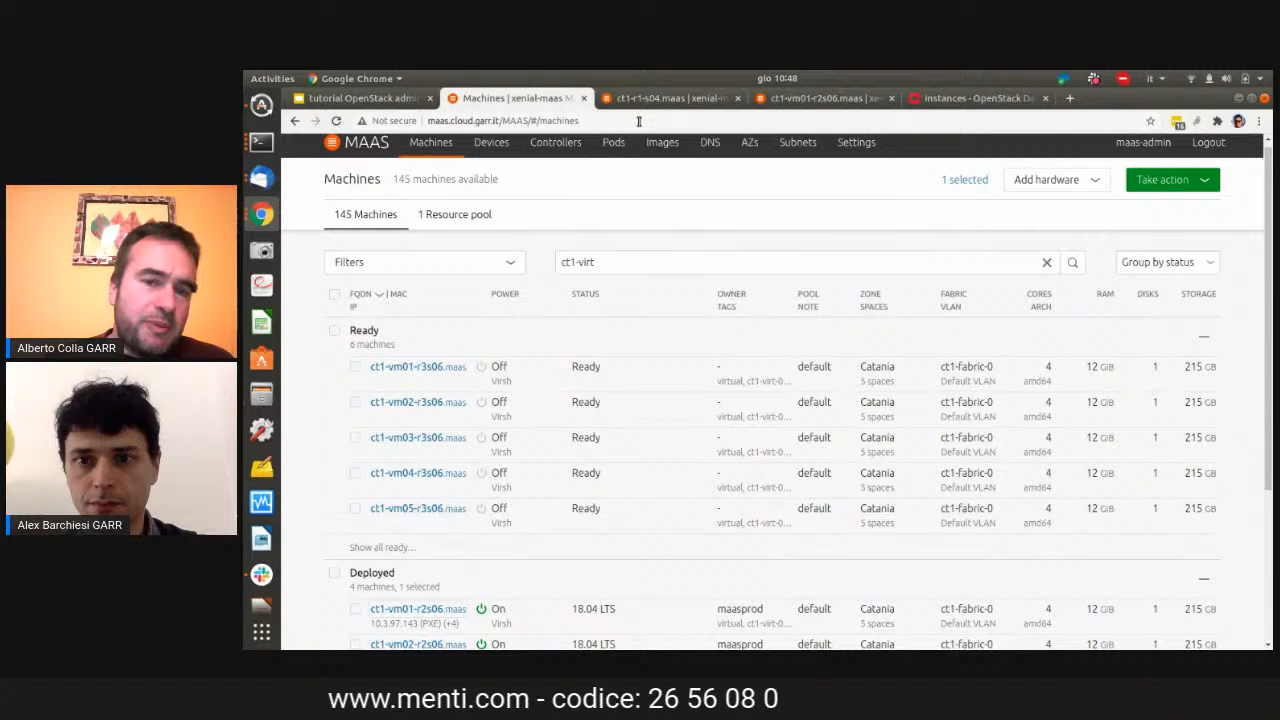 Activities Google Chrome gio 10:48 it
tutorial OpenStack admi Machines | xenial-maas M ct1-r1-s04.maas | xenial-m ct1-vm01-r2s06.maas | xe Instances - OpenStack Da
Not secure maas.cloud.garr.it/MAAS/#/machines
MAAS Machines Devices Controllers Pods Images DNS AZs Subnets Settings maas-admin Logout
Machines 145 machines available 1 selected Add hardware Take action
145 Machines 1 Resource pool
Filters ct1-virt Group by status
FQDN | MAC POWER STATUS OWNER POOL ZONE FABRIC CORES RAM DISKS STORAGE
IP TAGS NOTE SPACES VLAN ARCH
Ready
6 machines
ct1-vm01-r3s06.maas Off Ready - default Catania ct1-fabric-0 4 12 GiB 1 215 GB
Virsh virtual, ct1-virt-0... 5 spaces Default VLAN amd64
ct1-vm02-r3s06.maas Off Ready - default Catania ct1-fabric-0 4 12 GiB 1 215 GB
Virsh virtual, ct1-virt-0... 5 spaces Default VLAN amd64
ct1-vm03-r3s06.maas Off Ready - default Catania ct1-fabric-0 4 12 GiB 1 215 GB
Virsh virtual, ct1-virt-0... 5 spaces Default VLAN amd64
ct1-vm04-r3s06.maas Off Ready - default Catania ct1-fabric-0 4 12 GiB 1 215 GB
Virsh virtual, ct1-virt-0... 5 spaces Default VLAN amd64
ct1-vm05-r3s06.maas Off Ready - default Catania ct1-fabric-0 4 12 GiB 1 215 GB
Virsh virtual, ct1-virt-0... 5 spaces Default VLAN amd64
Show all ready...
Deployed
4 machines, 1 selected
ct1-vm01-r2s06.maas On 18.04 LTS maasprod default Catania ct1-fabric-0 4 12 GiB 1 215 GB
10.3.97.143 (PXE) (+4) Virsh virtual, ct1-virt-0... 5 spaces Default VLAN amd64
ct1-vm02-r2s06.maas On 18.04 LTS maasprod default Catania ct1-fabric-0 4 12 GiB 1 215 GB
Alberto Colla GARR
Alex Barchiesi GARR
www.menti.com - codice: 26 56 08 0